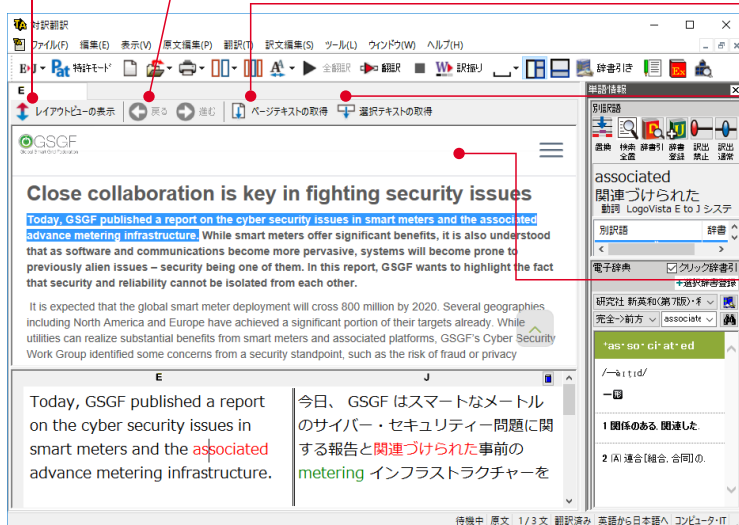 対訳翻訳
ファイル(F) 編集(E) 表示(V) 原文編集(P) 翻訳(T) 訳文編集(S) ツール(L) ウィンドウ(W) ヘルプ(H)
E▸J Pat 特許モード 全翻訳 翻訳 訳振り 辞書引き
E
レイアウトビューの表示 戻る 進む ページテキストの取得 選択テキストの取得
GSGF
Global Smart Grid Federation
Close collaboration is key in fighting security issues
Today, GSGF published a report on the cyber security issues in smart meters and the associated
advance metering infrastructure. While smart meters offer significant benefits, it is also understood
that as software and communications become more pervasive, systems will become prone to
previously alien issues – security being one of them. In this report, GSGF wants to highlight the fact
that security and reliability cannot be isolated from each other.
It is expected that the global smart meter deployment will cross 800 million by 2020. Several geographies
including North America and Europe have achieved a significant portion of their targets already. While
utilities can realize substantial benefits from smart meters and associated platforms, GSGF's Cyber Security
Work Group identified some concerns from a security standpoint, such as the risk of fraud or privacy
E
Today, GSGF published a report
on the cyber security issues in
smart meters and the associated
advance metering infrastructure.
J
今日、 GSGF はスマートなメートル
のサイバー・セキュリティー問題に関
する報告と関連づけられた事前の
metering インフラストラクチャーを
単語情報
別訳語
置換 検索全置 辞書引 辞書登録 訳出禁止 訳出通常
associated
関連づけられた
動詞 LogoVista E to J システ
別訳語 辞書
電子辞典 クリック辞書引
+選択辞書登録
研究社 新英和(第7版)・
完全->前方 associate
as·so·ci·at·ed
1 関係のある, 関連した.
2 [A] 連合[組合, 合同]の.
待機中 原文 1/3文 翻訳済み 英語から日本語へ コンピュータ・IT